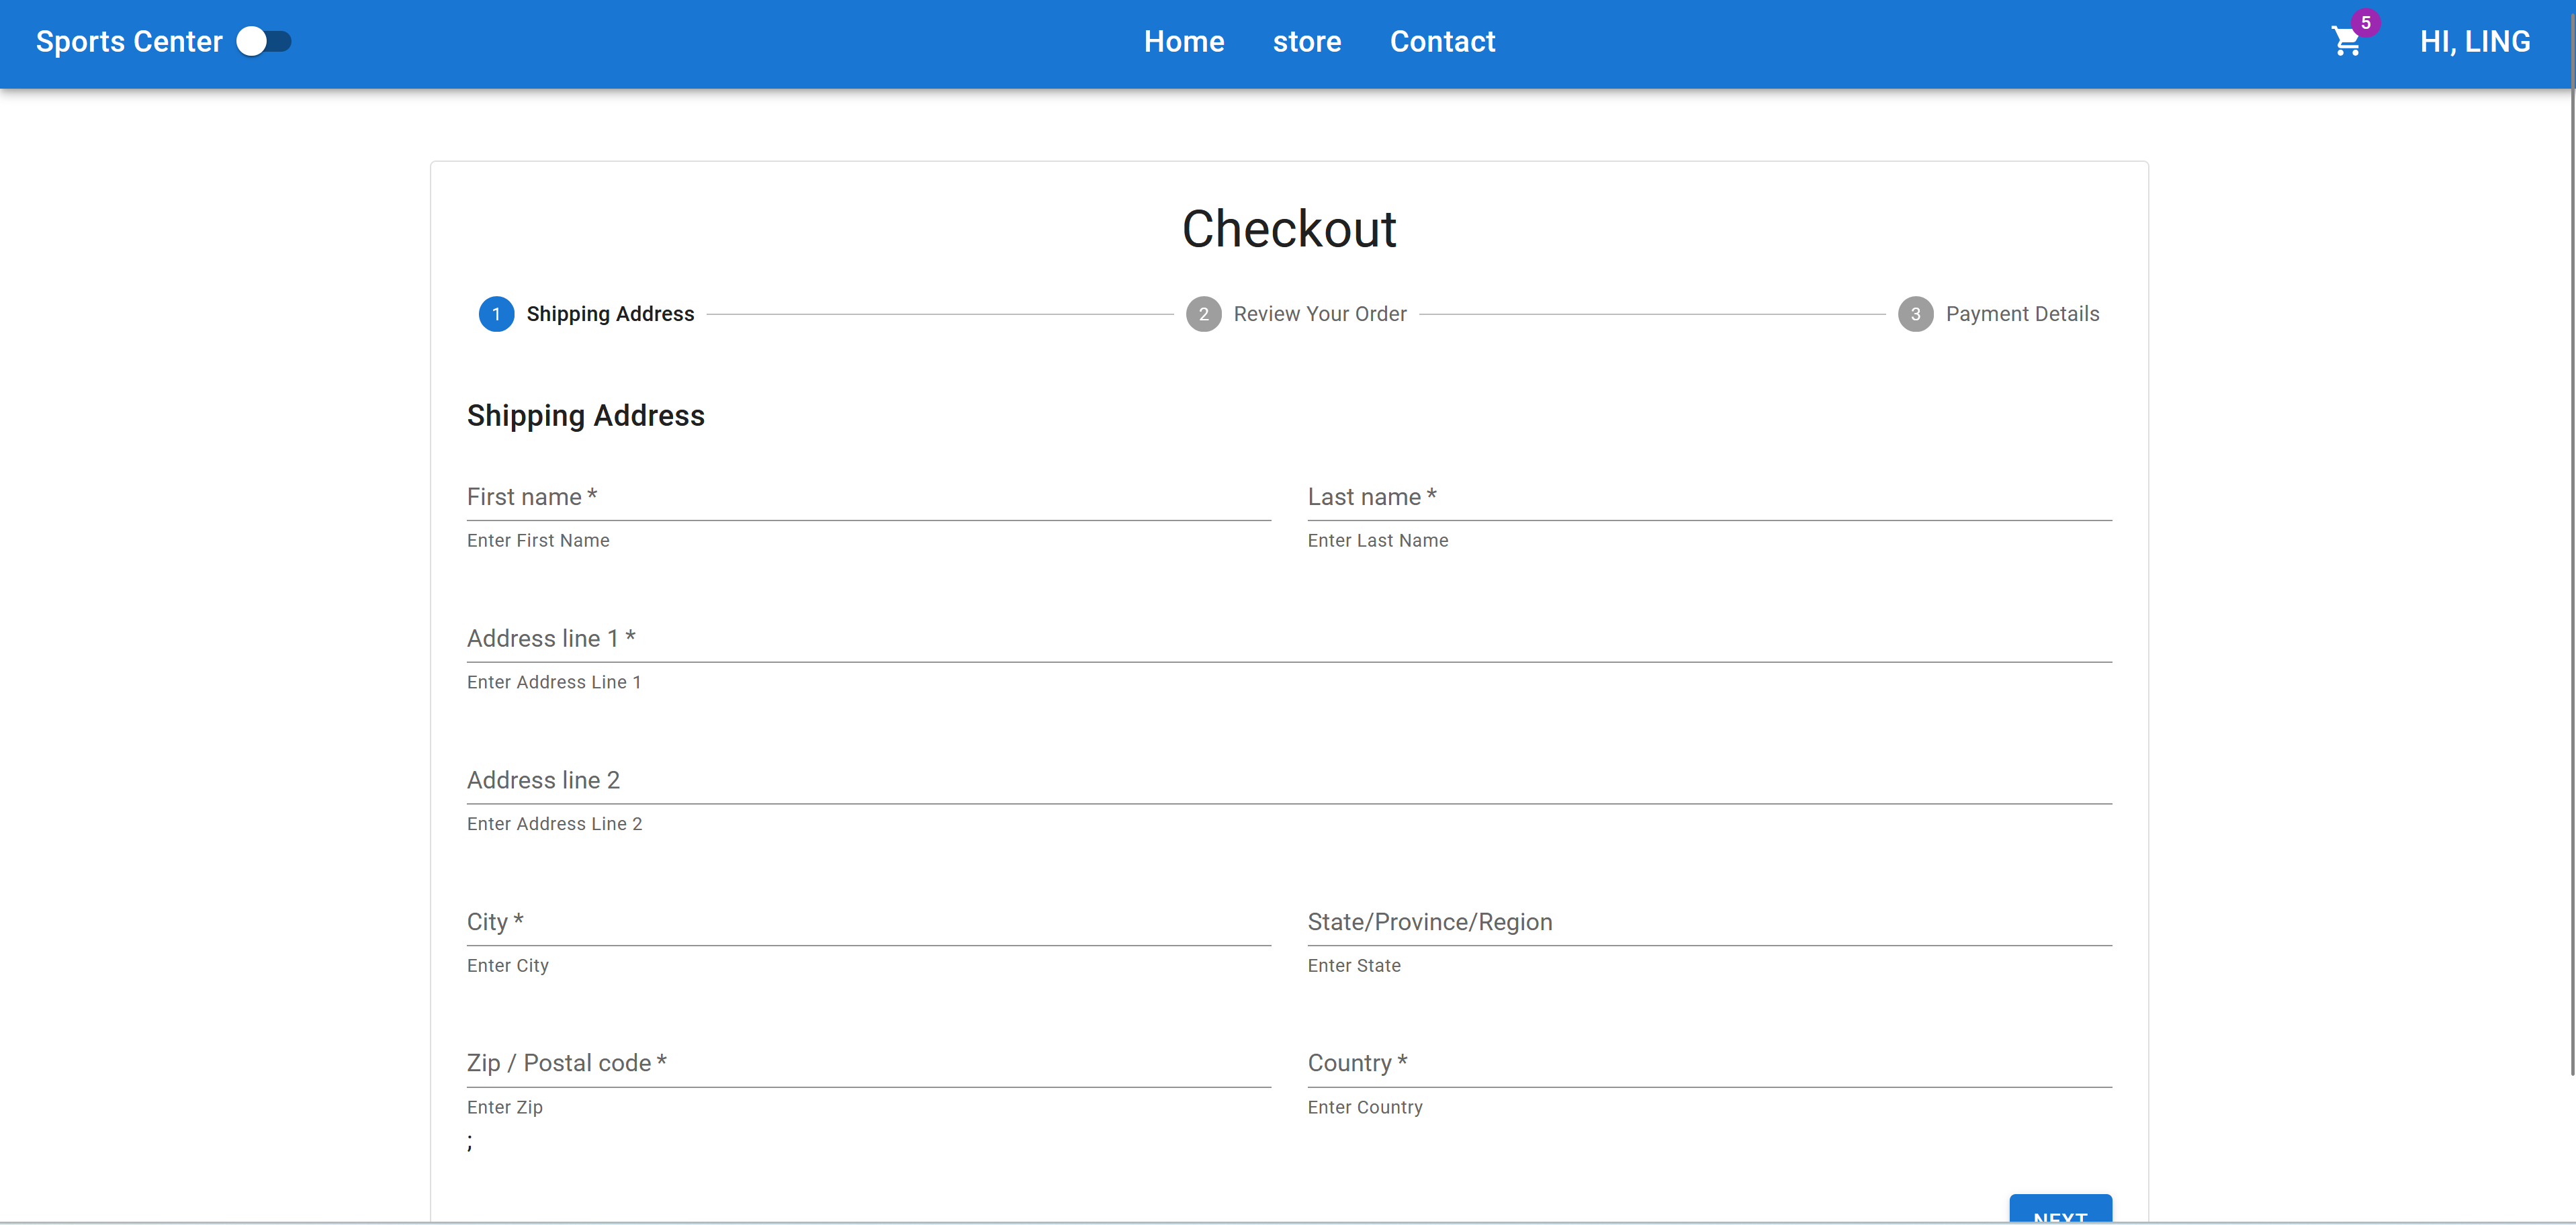 Sports Center Home store Contact 5 HI, LING
Checkout
1 Shipping Address 2 Review Your Order 3 Payment Details
Shipping Address
First name * Last name *
Enter First Name Enter Last Name
Address line 1 *
Enter Address Line 1
Address line 2
Enter Address Line 2
City * State/Province/Region
Enter City Enter State
Zip / Postal code * Country *
Enter Zip Enter Country
;
NEXT